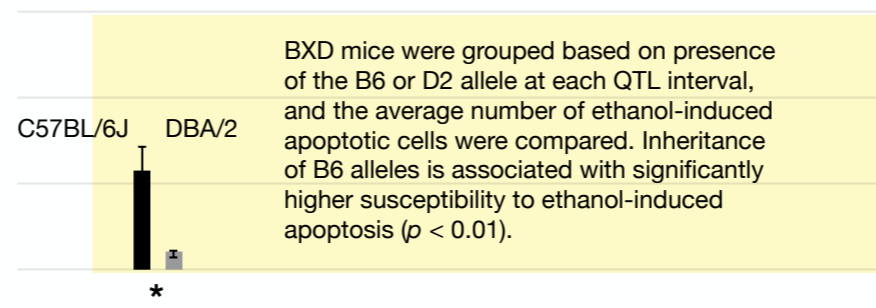 BXD mice were grouped based on presence
of the B6 or D2 allele at each QTL interval,
and the average number of ethanol-induced
apoptotic cells were compared. Inheritance
of B6 alleles is associated with significantly
higher susceptibility to ethanol-induced
apoptosis (p < 0.01).
C57BL/6J DBA/2
*